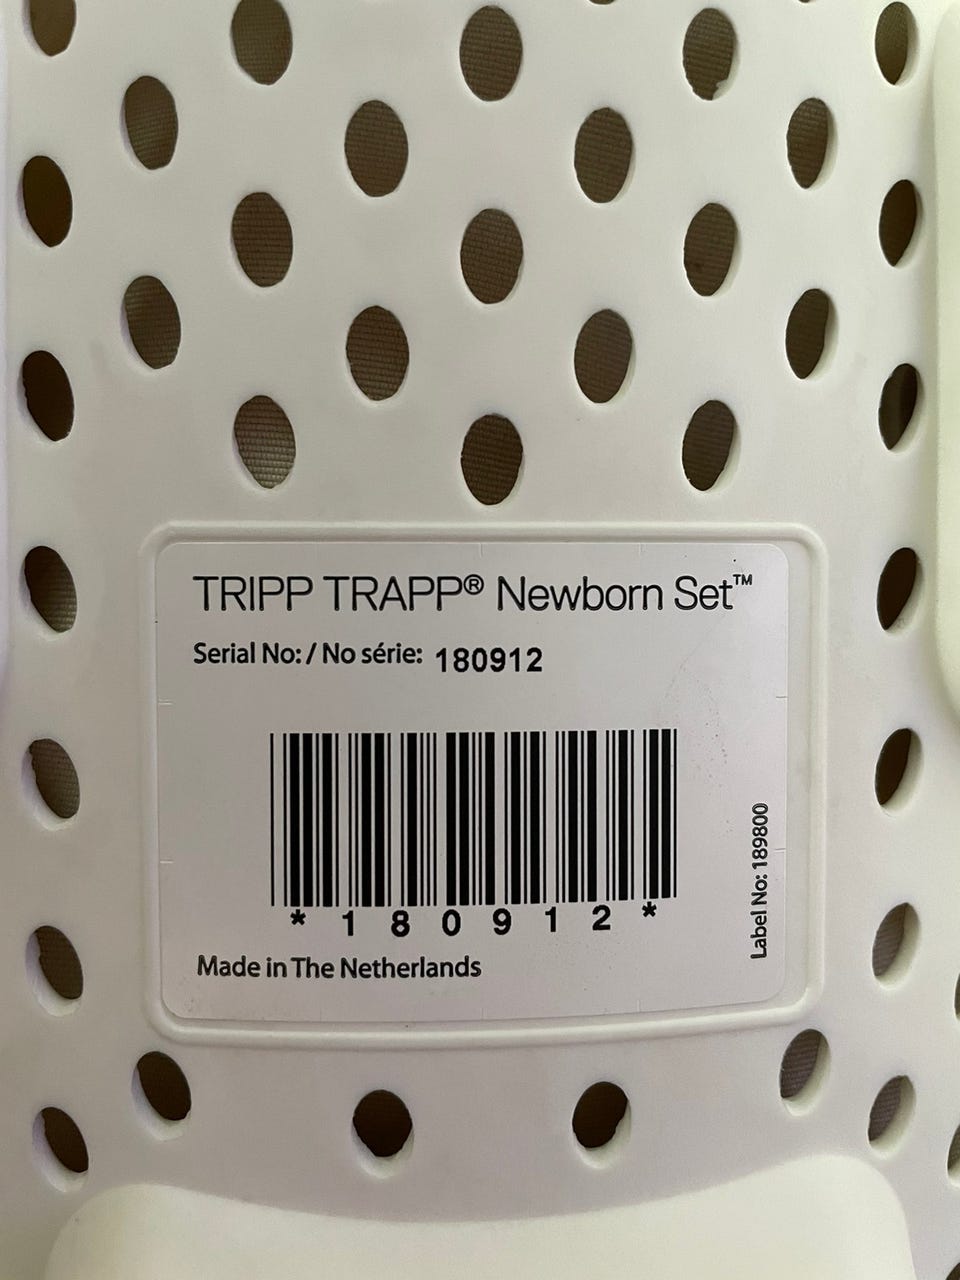 TRIPP TRAPP® Newborn Set™
Serial No: / No série: 180912
*180912*
Made in The Netherlands
Label No: 189800